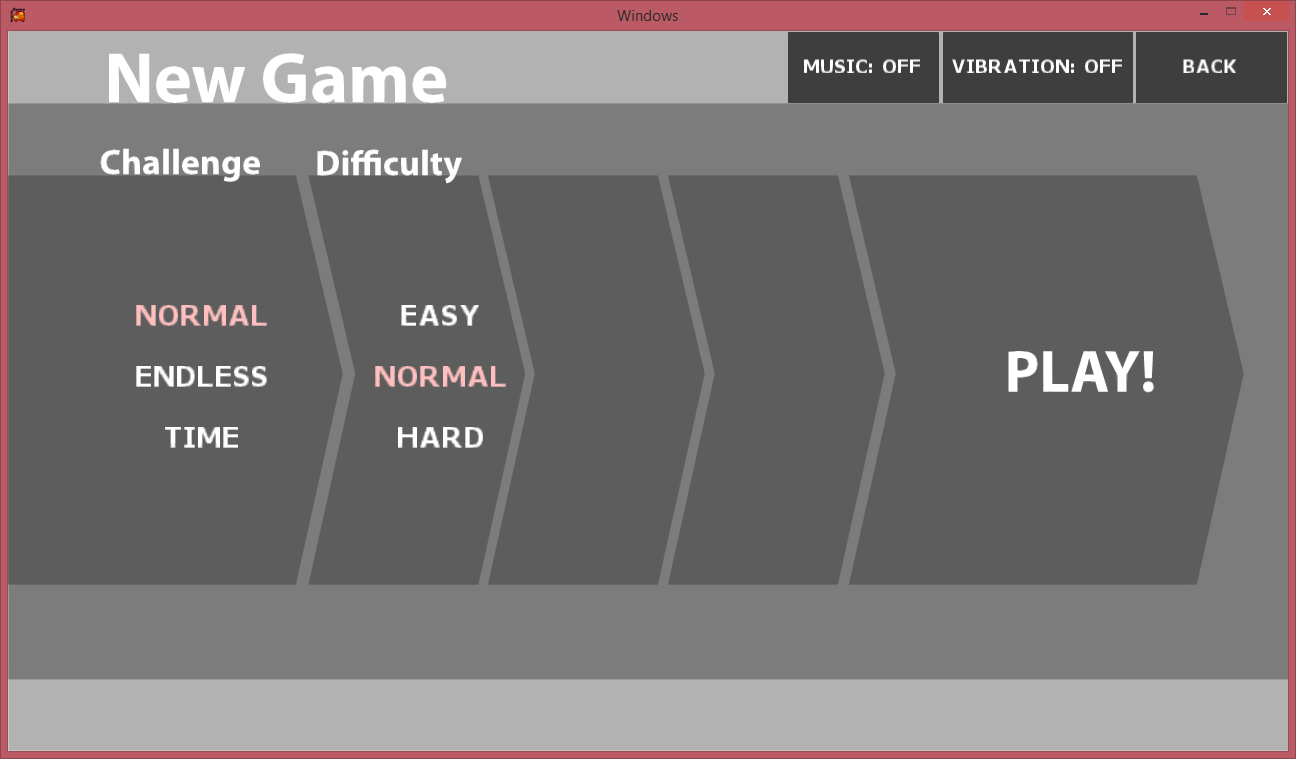 Windows
New Game
MUSIC: OFF
VIBRATION: OFF
BACK
Challenge
Difficulty
NORMAL
ENDLESS
TIME
EASY
NORMAL
HARD
PLAY!